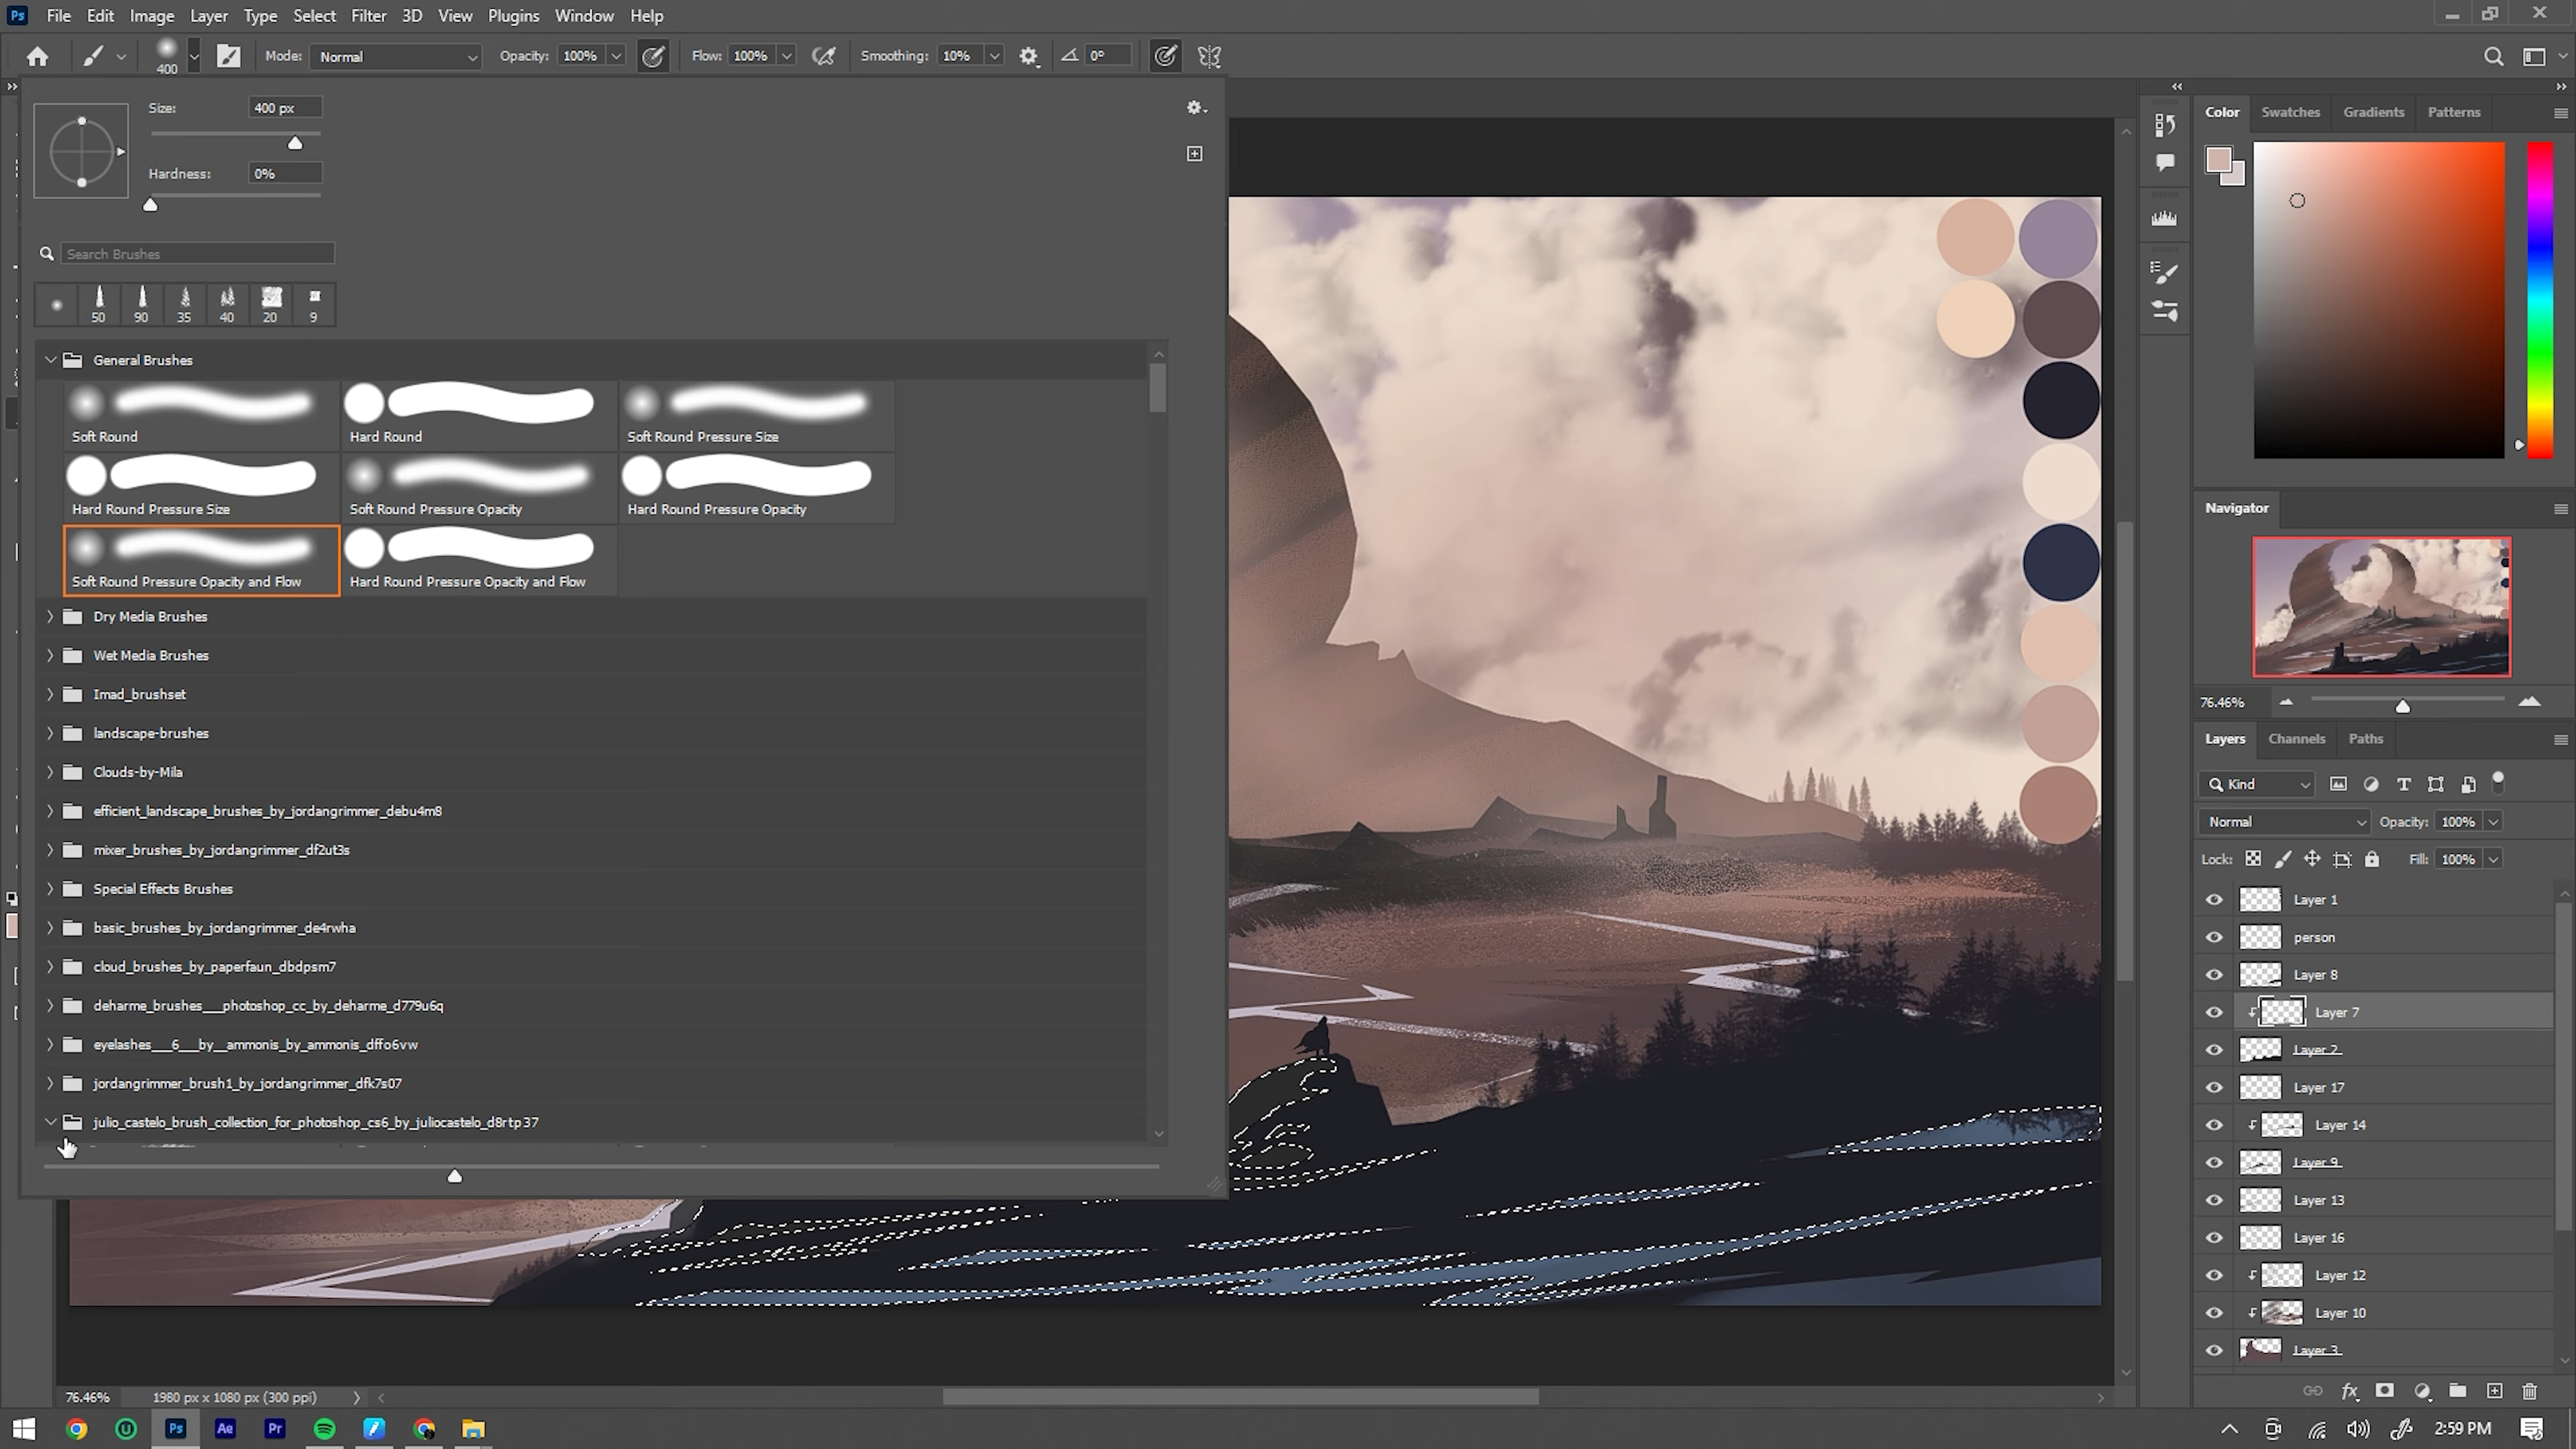 Ps File Edit Image Layer Type Select Filter 3D View Plugins Window Help
400 Mode: Normal Opacity: 100% Flow: 100% Smoothing: 10% 0°
Size: 400 px
Hardness: 0%
Search Brushes
50 90 35 40 20 9
General Brushes
Soft Round Hard Round Soft Round Pressure Size
Hard Round Pressure Size Soft Round Pressure Opacity Hard Round Pressure Opacity
Soft Round Pressure Opacity and Flow Hard Round Pressure Opacity and Flow
Dry Media Brushes
Wet Media Brushes
Imad_brushset
landscape-brushes
Clouds-by-Mila
efficient_landscape_brushes_by_jordangrimmer_debu4m8
mixer_brushes_by_jordangrimmer_df2ut3s
Special Effects Brushes
basic_brushes_by_jordangrimmer_de4rwha
cloud_brushes_by_paperfaun_dbdpsm7
deharme_brushes___photoshop_cc_by_deharme_d779u6q
eyelashes___6___by__ammonis_by_ammonis_dffo6vw
jordangrimmer_brush1_by_jordangrimmer_dfk7s07
julio_castelo_brush_collection_for_photoshop_cs6_by_juliocastelo_d8rtp37
Color Swatches Gradients Patterns
Navigator
76.46%
Layers Channels Paths
Kind
Normal Opacity: 100%
Lock: Fill: 100%
Layer 1
person
Layer 8
Layer 7
Layer 2
Layer 17
Layer 14
Layer 9
Layer 13
Layer 16
Layer 12
Layer 10
Layer 3
fx
76.46% 1980 px x 1080 px (300 ppi)
Ps Ae Pr 2:59 PM